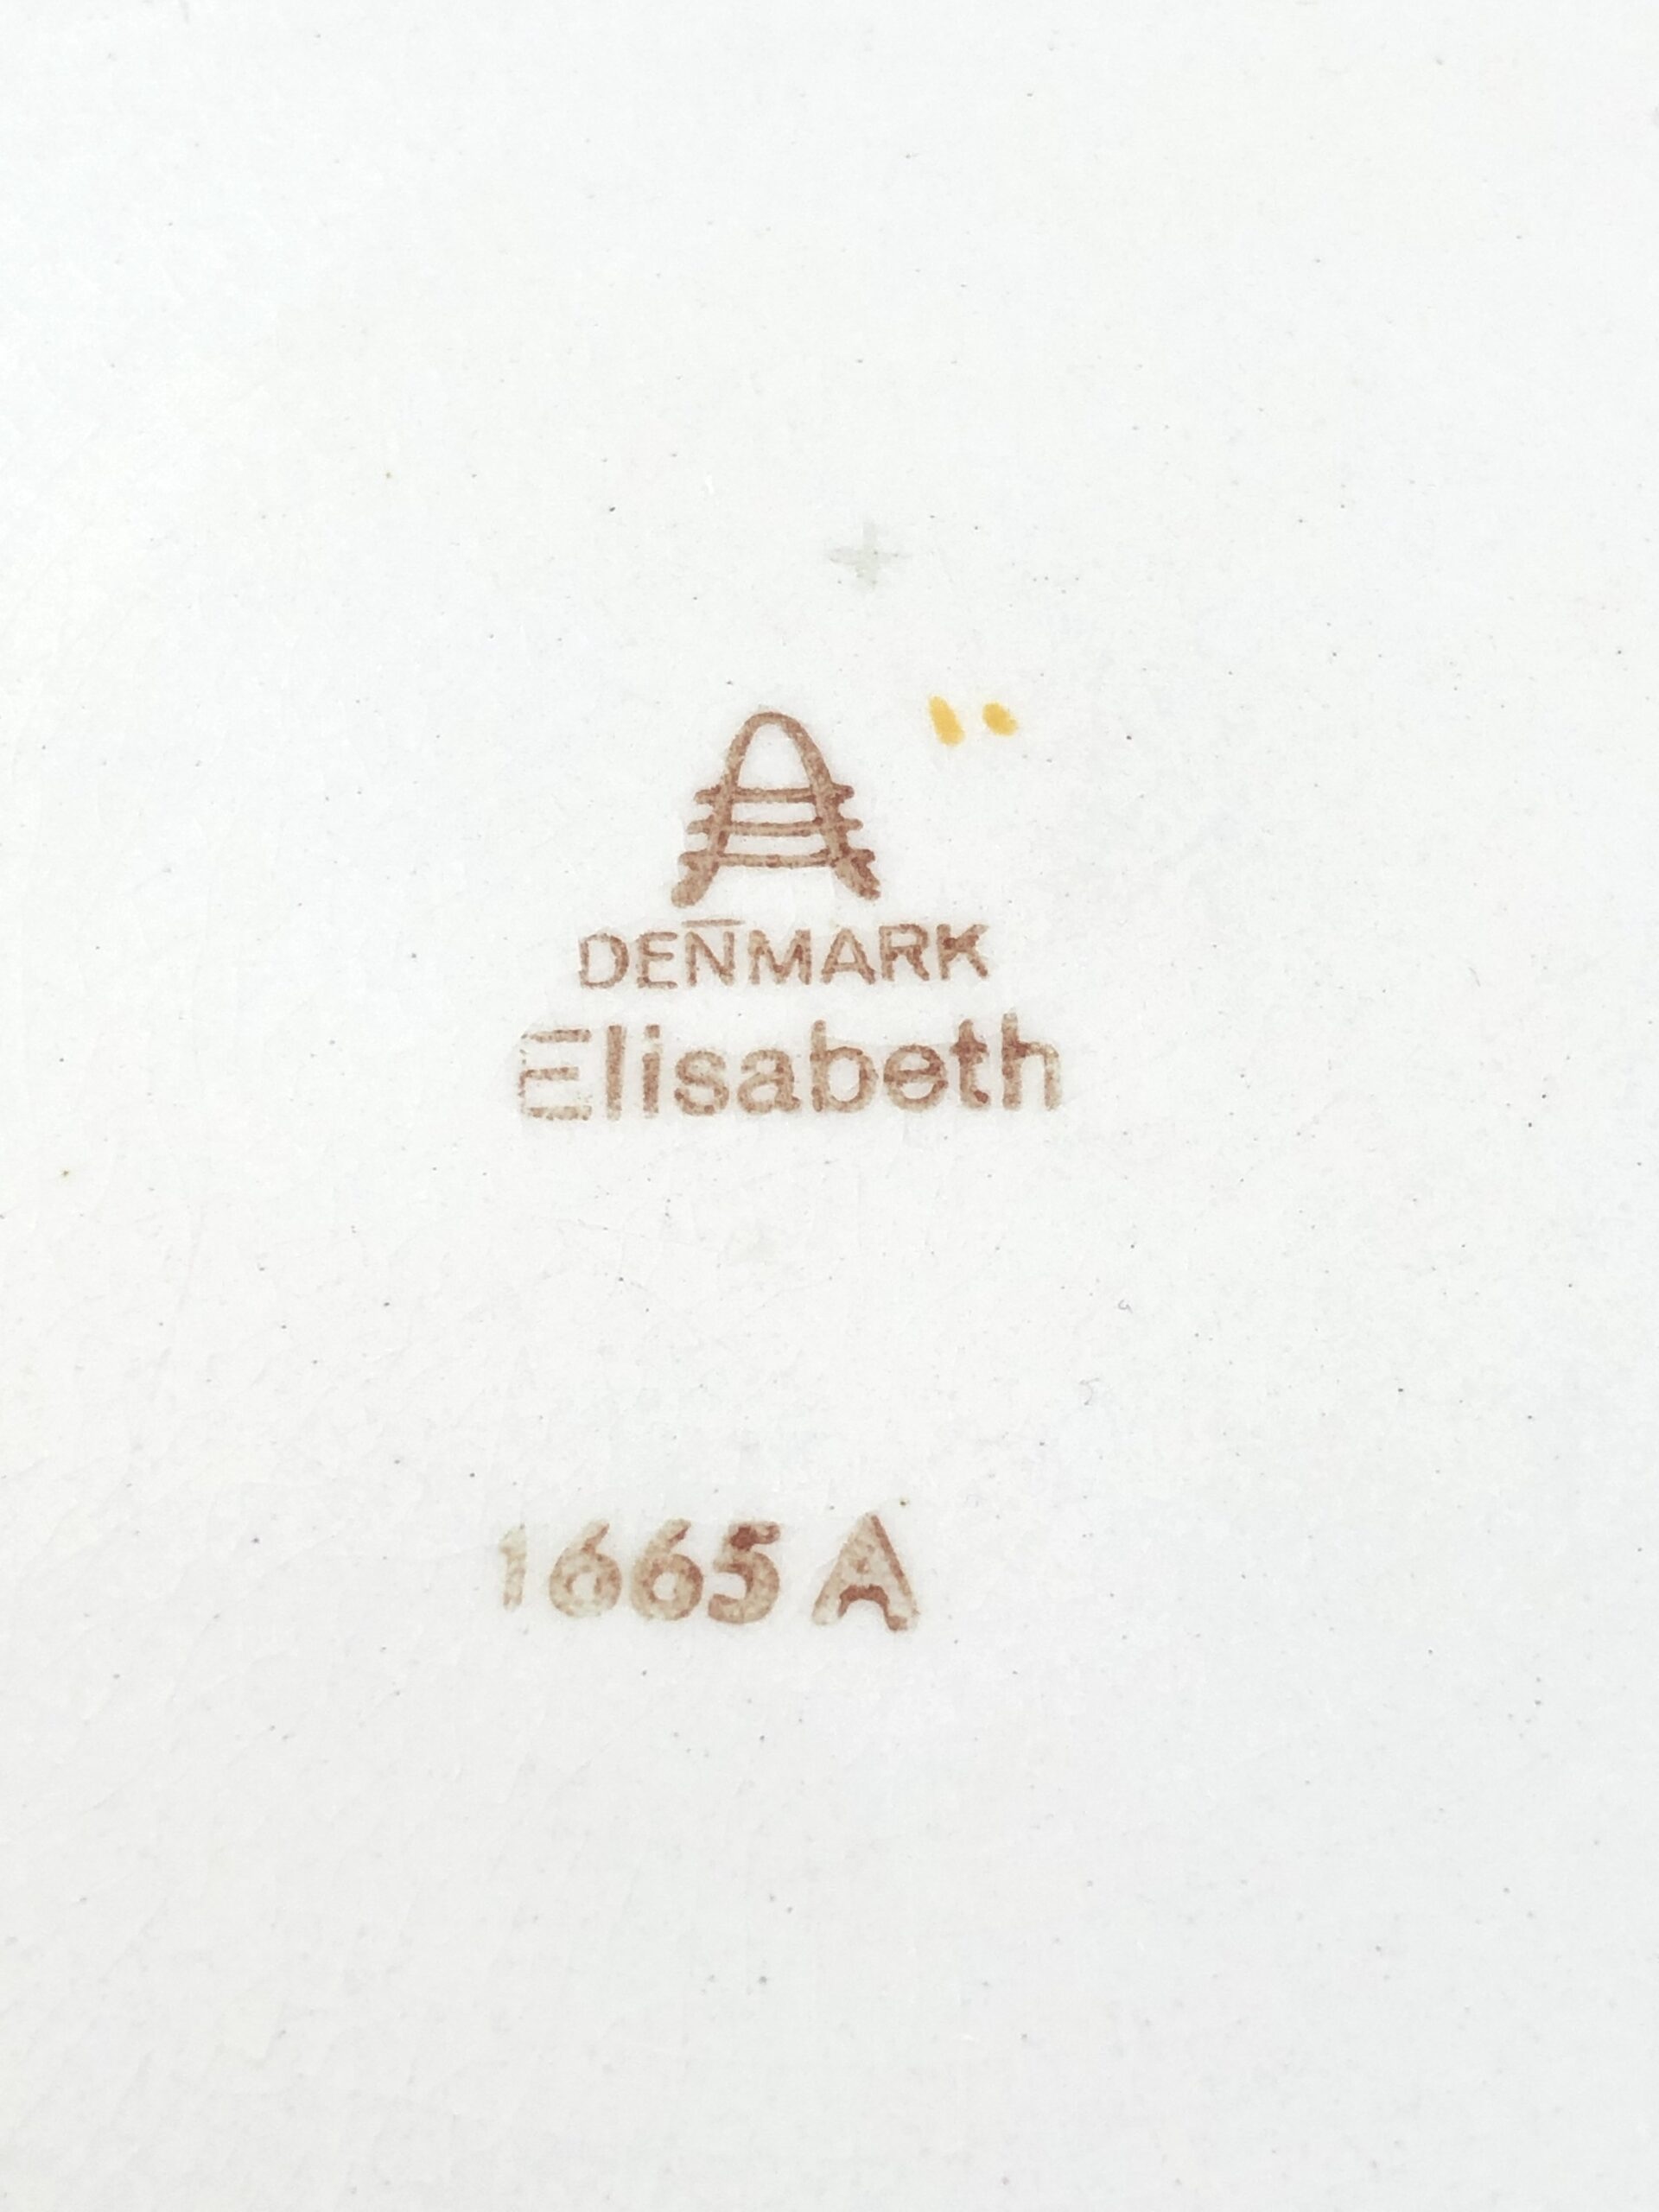 DENMARK
Elisabeth
1665 A